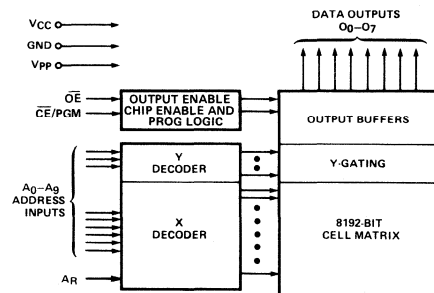 VCC
GND
VPP
DATA OUTPUTS
O0–O7
OE
CE/PGM
OUTPUT ENABLE
CHIP ENABLE AND
PROG LOGIC
OUTPUT BUFFERS
A0–A9
ADDRESS
INPUTS
Y
DECODER
Y-GATING
X
DECODER
8192-BIT
CELL MATRIX
AR